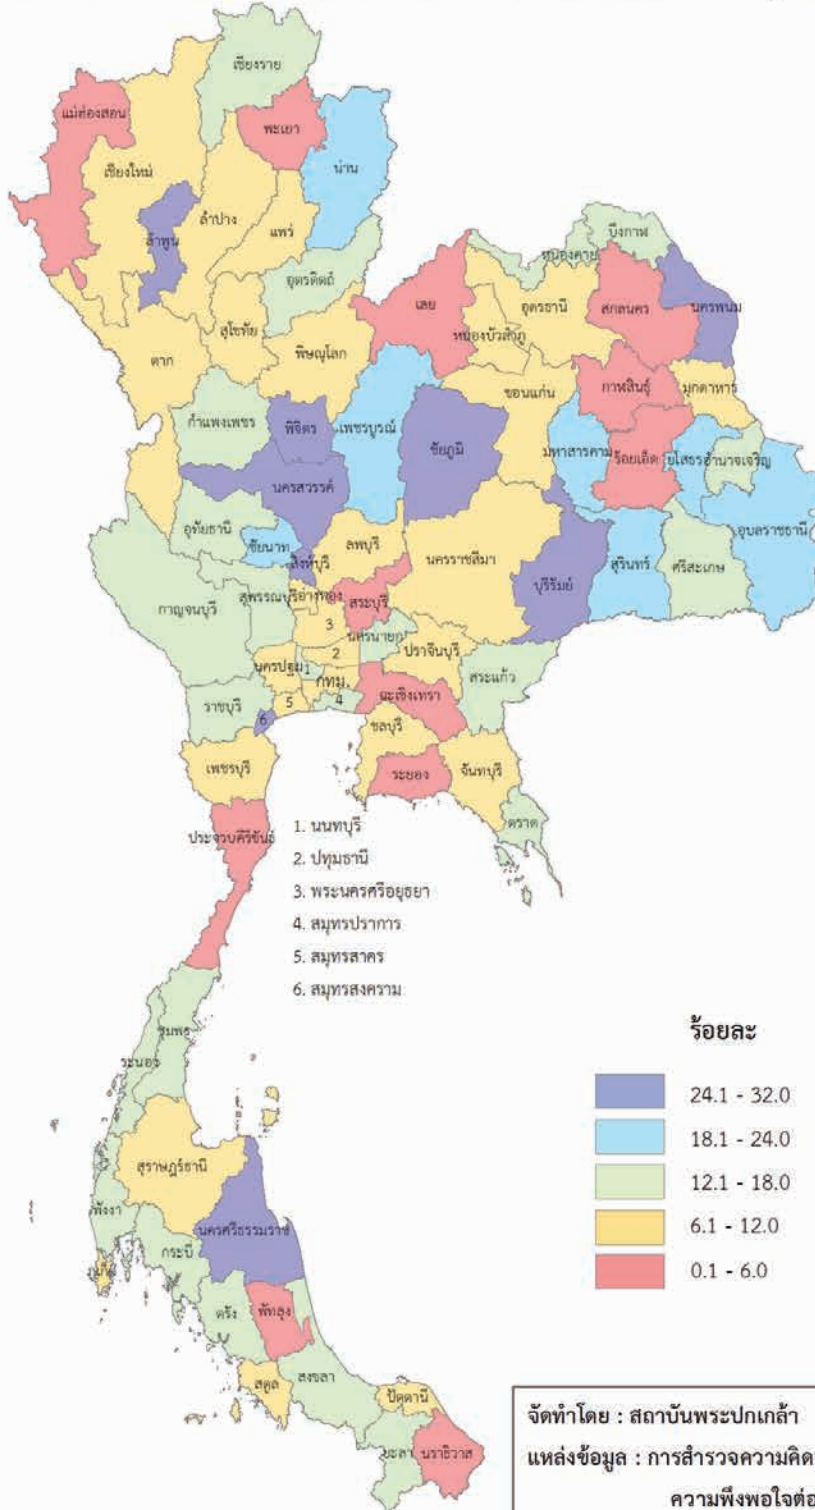 เชียงราย
แม่ฮ่องสอน
พะเยา
เชียงใหม่
น่าน
ลำปาง
ลำพูน
แพร่
บึงกาฬ
หนองคาย
อุตรดิตถ์
เลย
อุดรธานี
สกลนคร
นครพนม
สุโขทัย
หนองบัวลำภู
ตาก
พิษณุโลก
ขอนแก่น
กาฬสินธุ์
มุกดาหาร
กำแพงเพชร
พิจิตร
เพชรบูรณ์
ชัยภูมิ
มหาสารคาม
ร้อยเอ็ด
ยโสธร
อำนาจเจริญ
นครสวรรค์
อุทัยธานี
ชัยนาท
ลพบุรี
นครราชสีมา
อุบลราชธานี
สิงห์บุรี
บุรีรัมย์
สุรินทร์
ศรีสะเกษ
กาญจนบุรี
สุพรรณบุรี
อ่างทอง
สระบุรี
3
นครนายก
ปราจีนบุรี
2
นครปฐม
1
กทม.
สระแก้ว
ฉะเชิงเทรา
ราชบุรี
5
4
6
ชลบุรี
เพชรบุรี
ระยอง
จันทบุรี
ตราด
ประจวบคีรีขันธ์
1. นนทบุรี
2. ปทุมธานี
3. พระนครศรีอยุธยา
4. สมุทรปราการ
5. สมุทรสาคร
6. สมุทรสงคราม
ชุมพร
ระนอง
สุราษฎร์ธานี
พังงา
นครศรีธรรมราช
กระบี่
ตรัง
พัทลุง
สตูล
สงขลา
ปัตตานี
ยะลา
นราธิวาส
ร้อยละ
24.1 - 32.0
18.1 - 24.0
12.1 - 18.0
6.1 - 12.0
0.1 - 6.0
จัดทำโดย : สถาบันพระปกเกล้า
แหล่งข้อมูล : การสำรวจความคิด
ความพึงพอใจต่อ